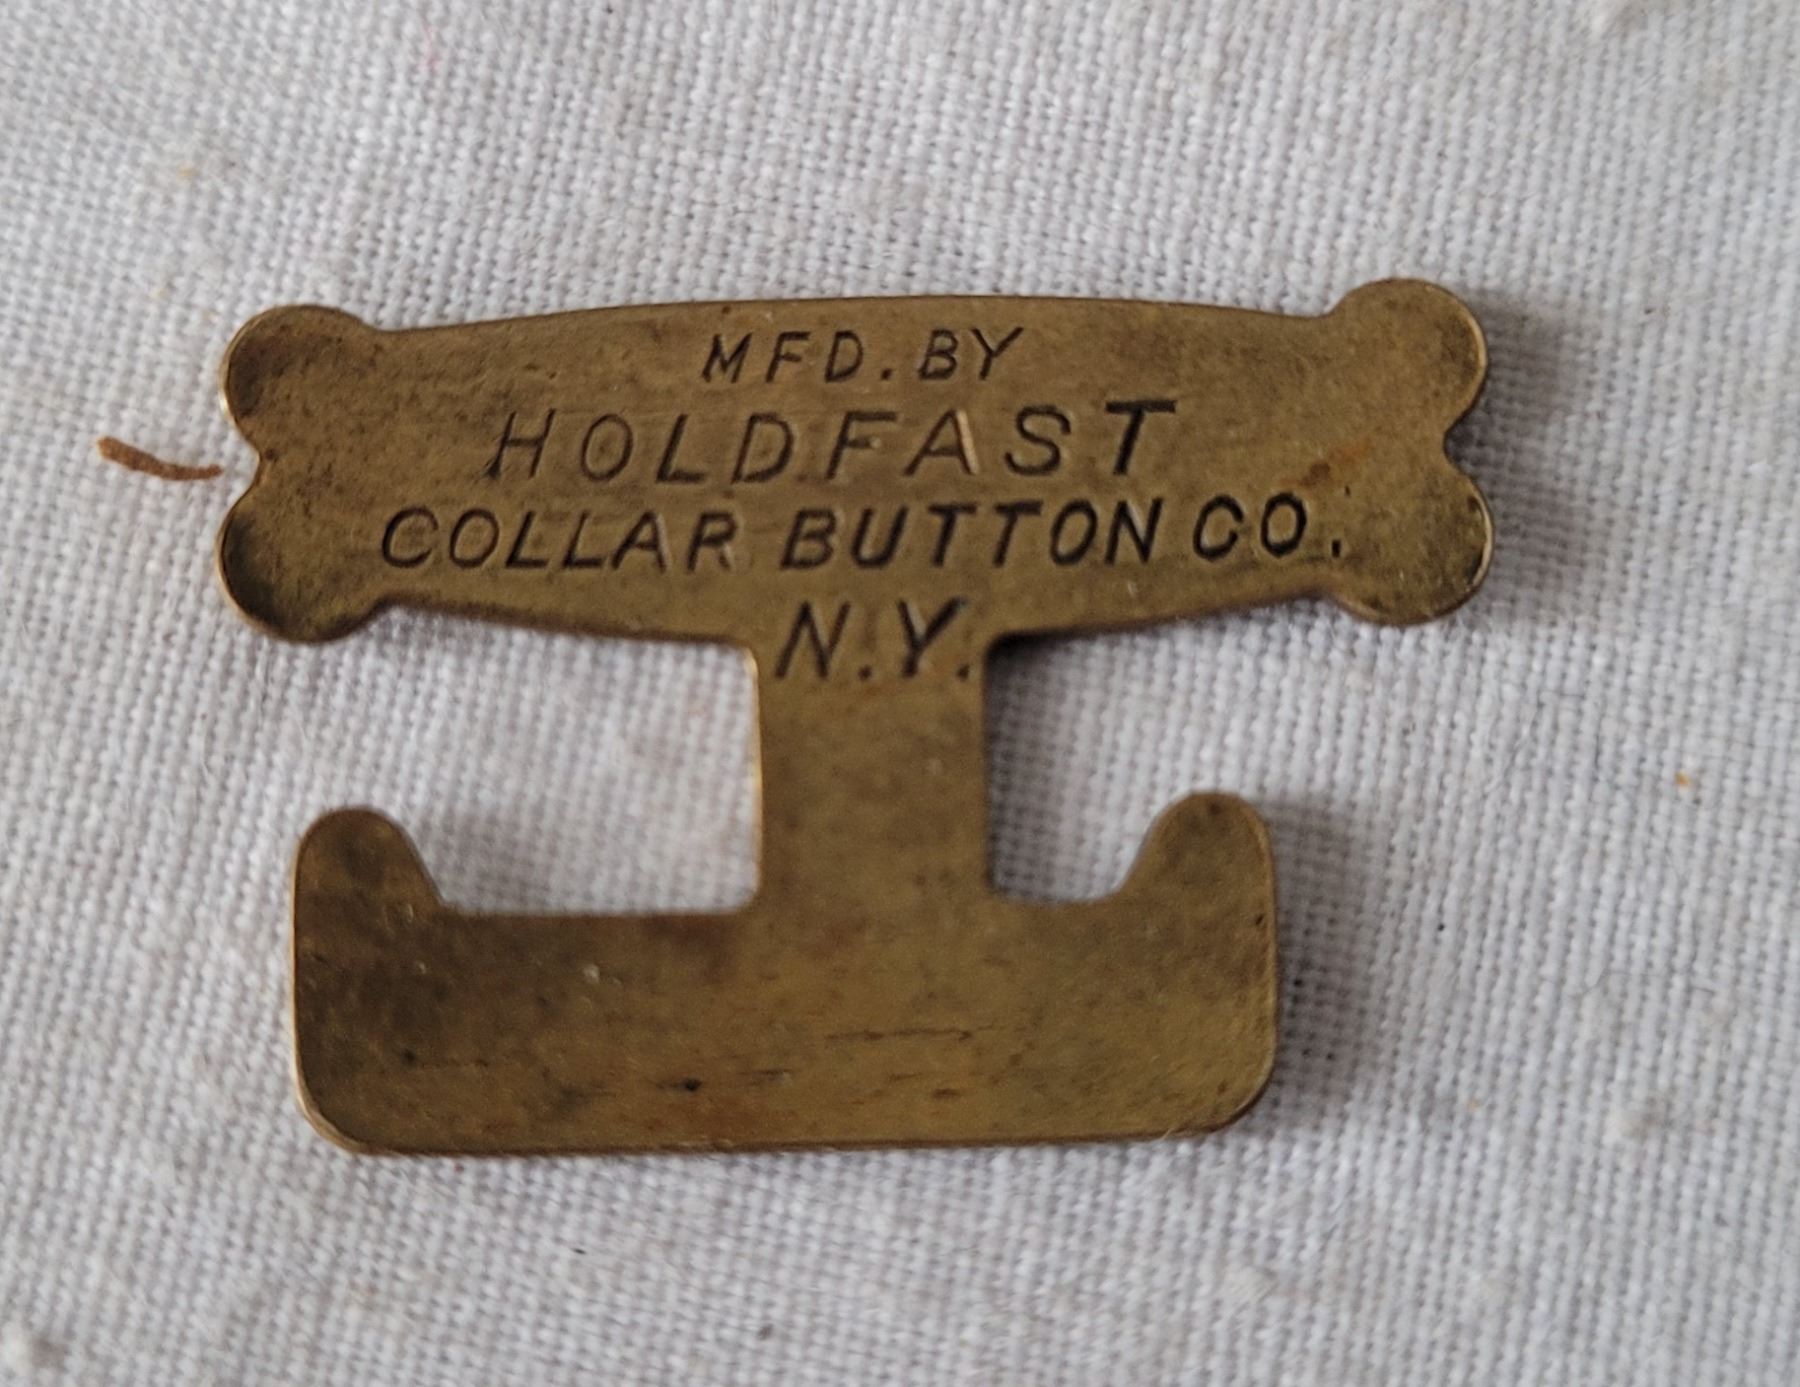 MFD. BY
HOLDFAST
COLLAR BUTTON CO.
N.Y.